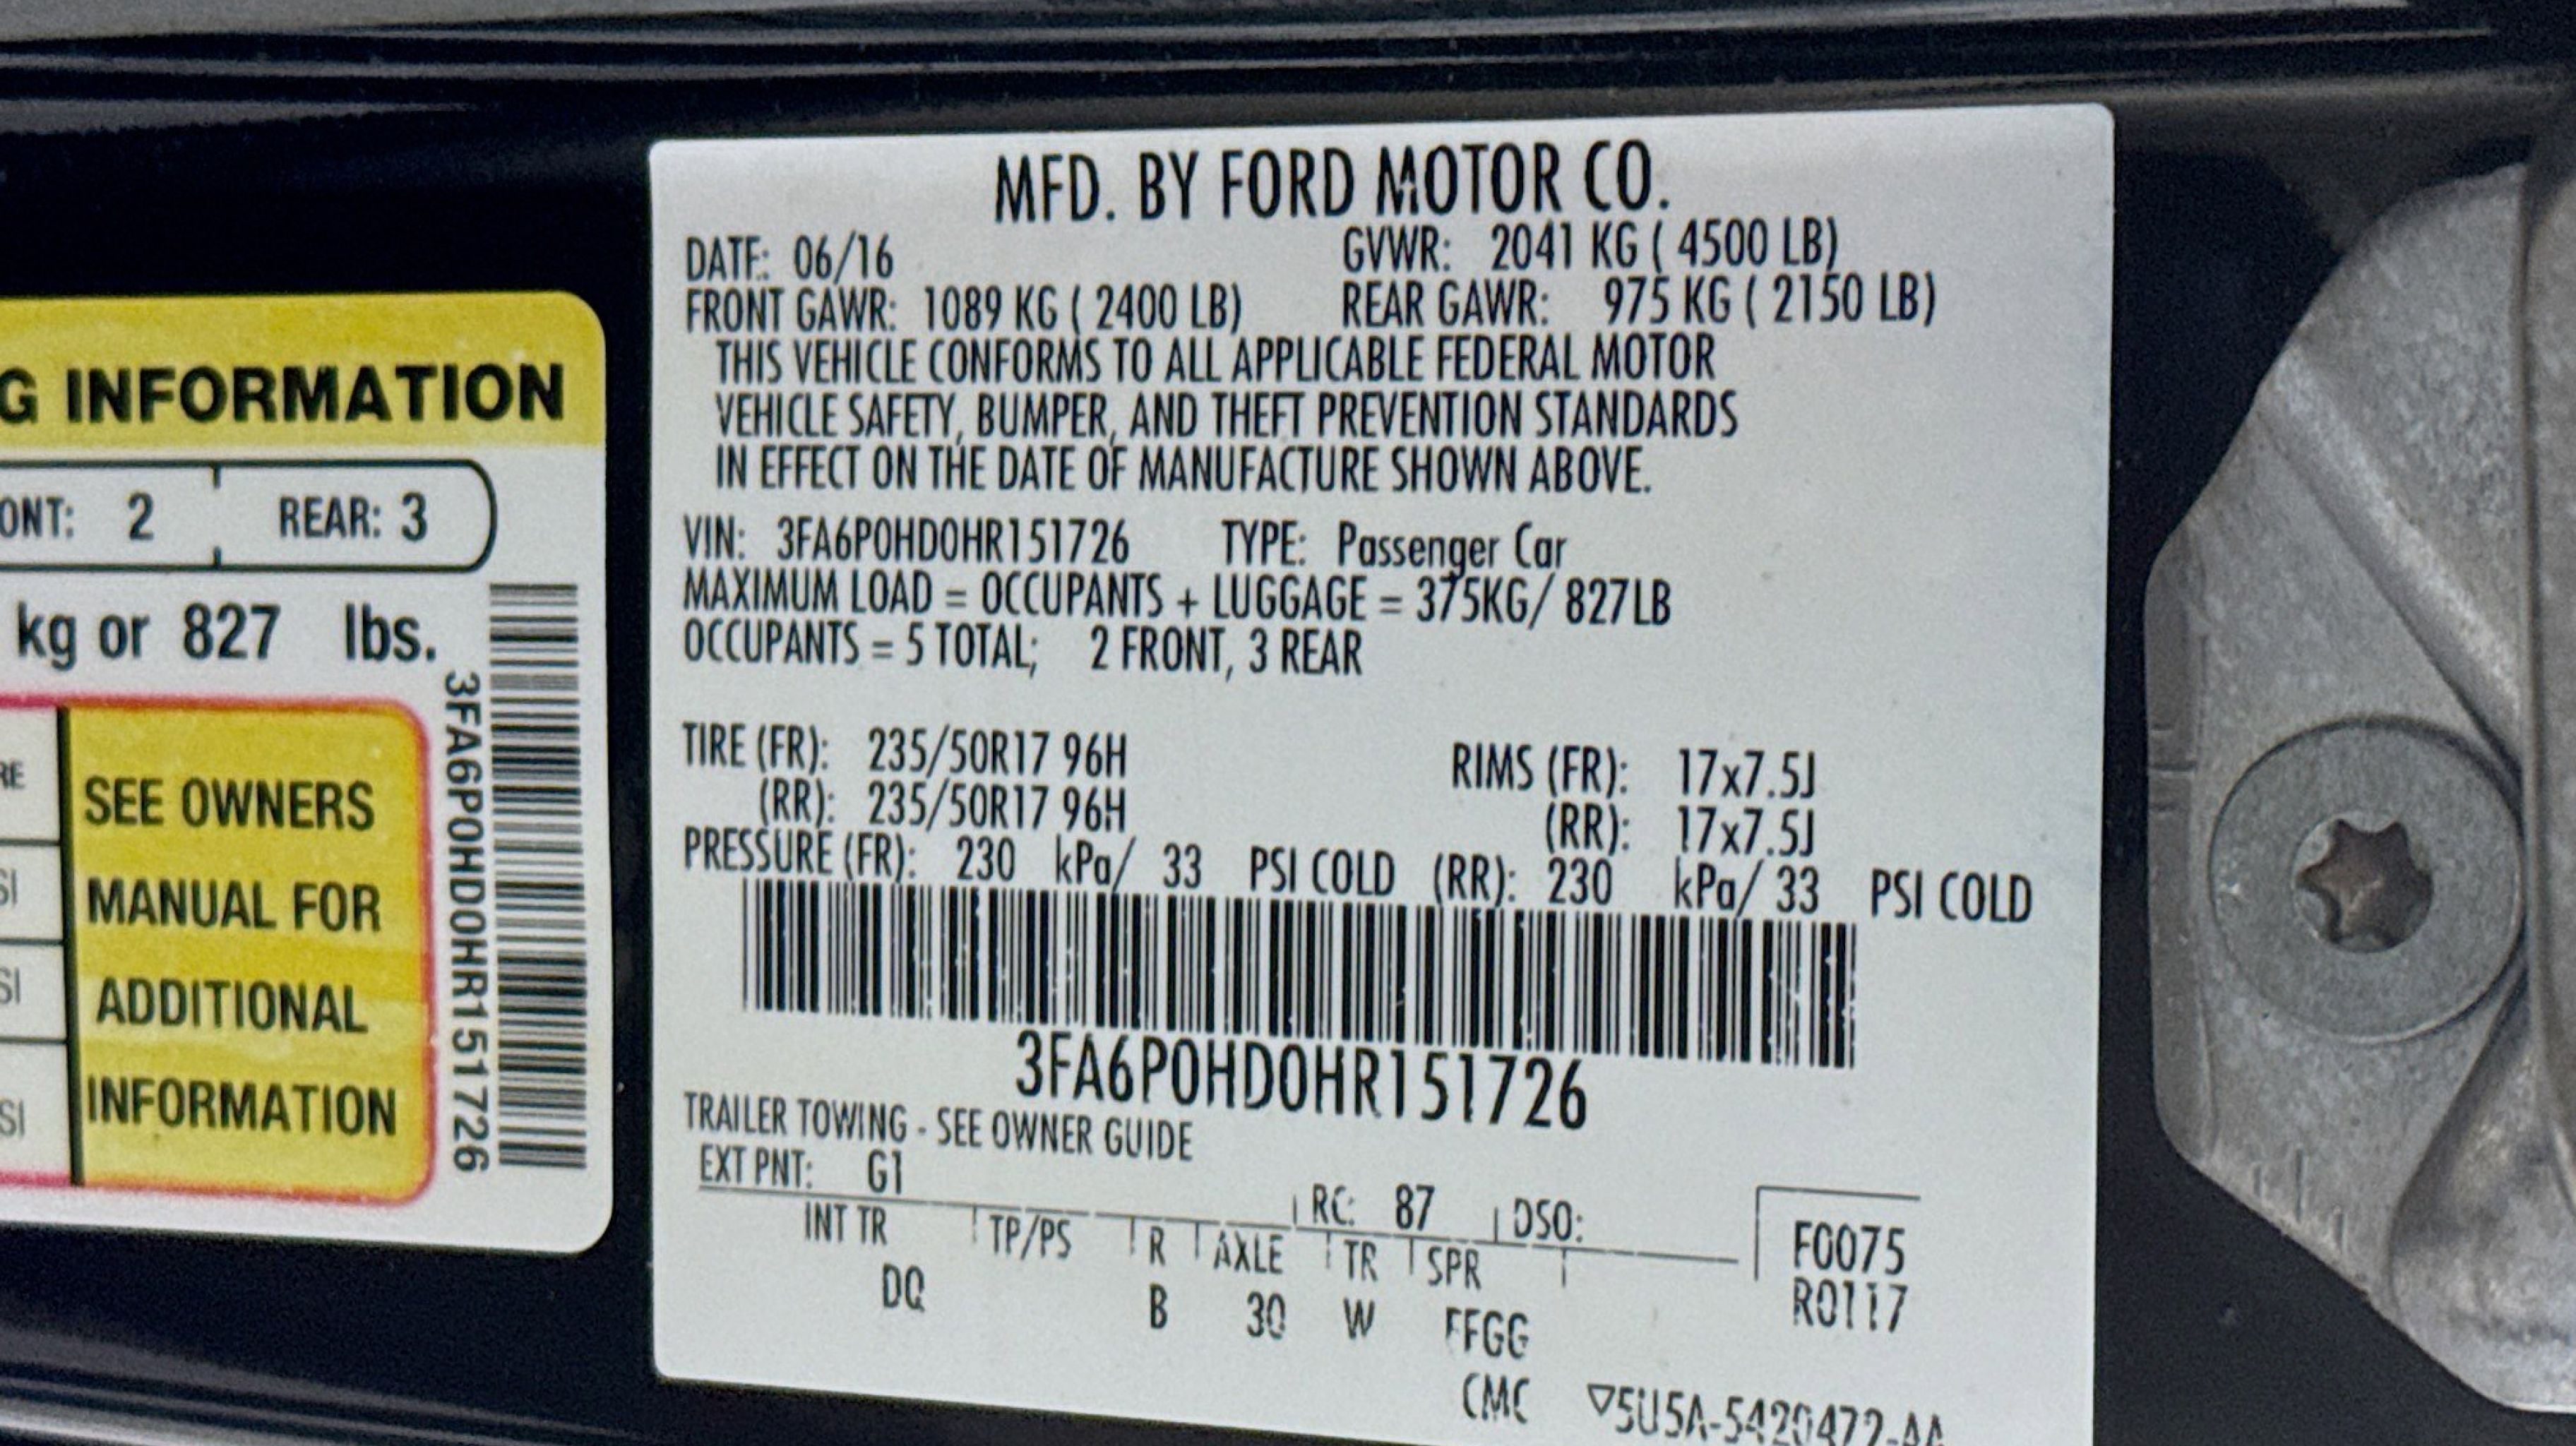 G INFORMATION
ONT: 2 REAR: 3
kg or 827 lbs.
RE
SI
SI
SI
SEE OWNERS
MANUAL FOR
ADDITIONAL
INFORMATION
3FA6P0HD0HR151726
MFD. BY FORD MOTOR CO.
DATE: 06/16 GVWR: 2041 KG ( 4500 LB)
FRONT GAWR: 1089 KG ( 2400 LB) REAR GAWR: 975 KG ( 2150 LB)
THIS VEHICLE CONFORMS TO ALL APPLICABLE FEDERAL MOTOR
VEHICLE SAFETY, BUMPER, AND THEFT PREVENTION STANDARDS
IN EFFECT ON THE DATE OF MANUFACTURE SHOWN ABOVE.
VIN: 3FA6P0HD0HR151726 TYPE: Passenger Car
MAXIMUM LOAD = OCCUPANTS + LUGGAGE = 375KG/ 827LB
OCCUPANTS = 5 TOTAL; 2 FRONT, 3 REAR
TIRE (FR): 235/50R17 96H RIMS (FR): 17x7.5J
(RR): 235/50R17 96H (RR): 17x7.5J
PRESSURE (FR): 230 kPa/ 33 PSI COLD (RR): 230 kPa/ 33 PSI COLD
3FA6P0HD0HR151726
TRAILER TOWING - SEE OWNER GUIDE
EXT PNT: G1 RC: 87 DSO:
INT TR TP/PS R AXLE TR SPR F0075
DQ B 30 W FFGG R0117
CMC ▽5U5A-5420472-AA